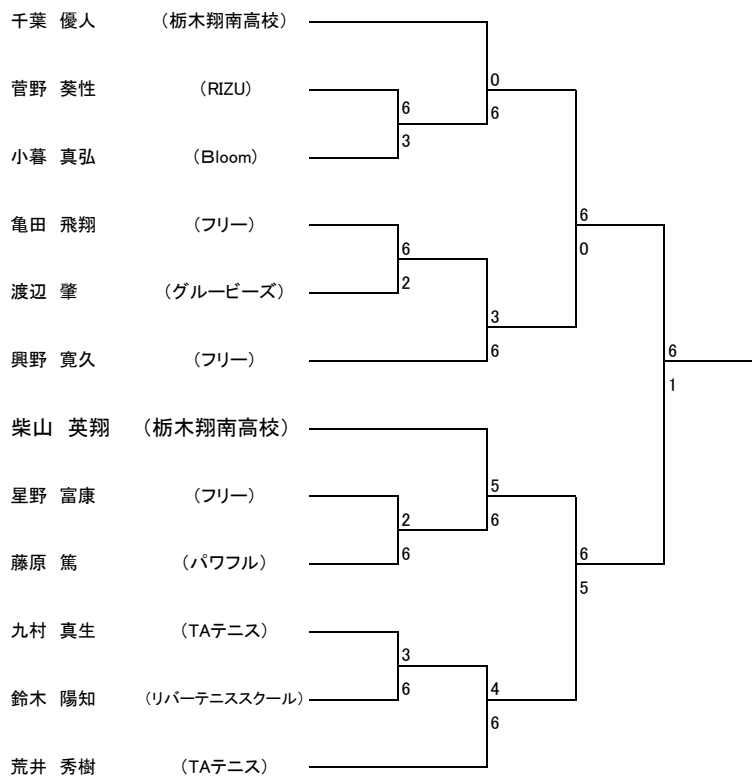 千葉 優人 (栃木翔南高校)
0
菅野 葵性 (RIZU)
6 6
小暮 真弘 (Bloom)
3
亀田 飛翔 (フリー)
6
6
0
渡辺 肇 (グルービーズ)
2
3
興野 寛久 (フリー)
6
6
1
柴山 英翔 (栃木翔南高校)
5
星野 富康 (フリー)
2 6
藤原 篤 (パワフル)
6
6
5
九村 真生 (TAテニス)
3
鈴木 陽知 (リバーテニススクール)
6 4
6
荒井 秀樹 (TAテニス)